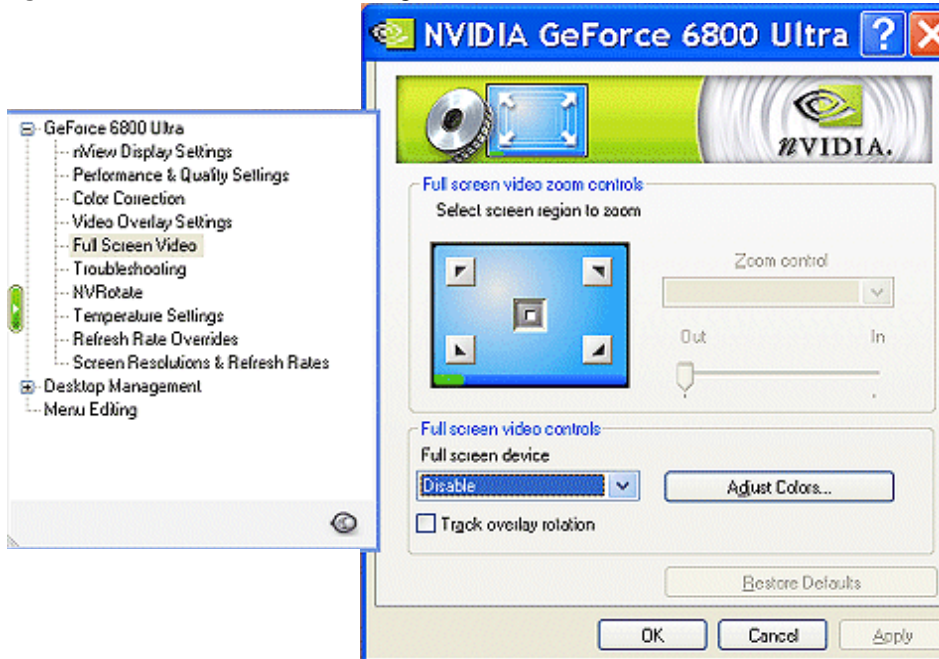 NVIDIA GeForce 6800 Ultra
NVIDIA.
GeForce 6800 Ultra
nView Display Settings
Performance & Quality Settings
Color Correction
Video Overlay Settings
Full Screen Video
Troubleshooting
NVRotate
Temperature Settings
Refresh Rate Overrides
Screen Resolutions & Refresh Rates
Desktop Management
Menu Editing
Full screen video zoom controls
Select screen region to zoom
Zoom control
Out In
Full screen video controls
Full screen device
Disable
Adjust Colors...
Track overlay rotation
Restore Defaults
OK Cancel Apply